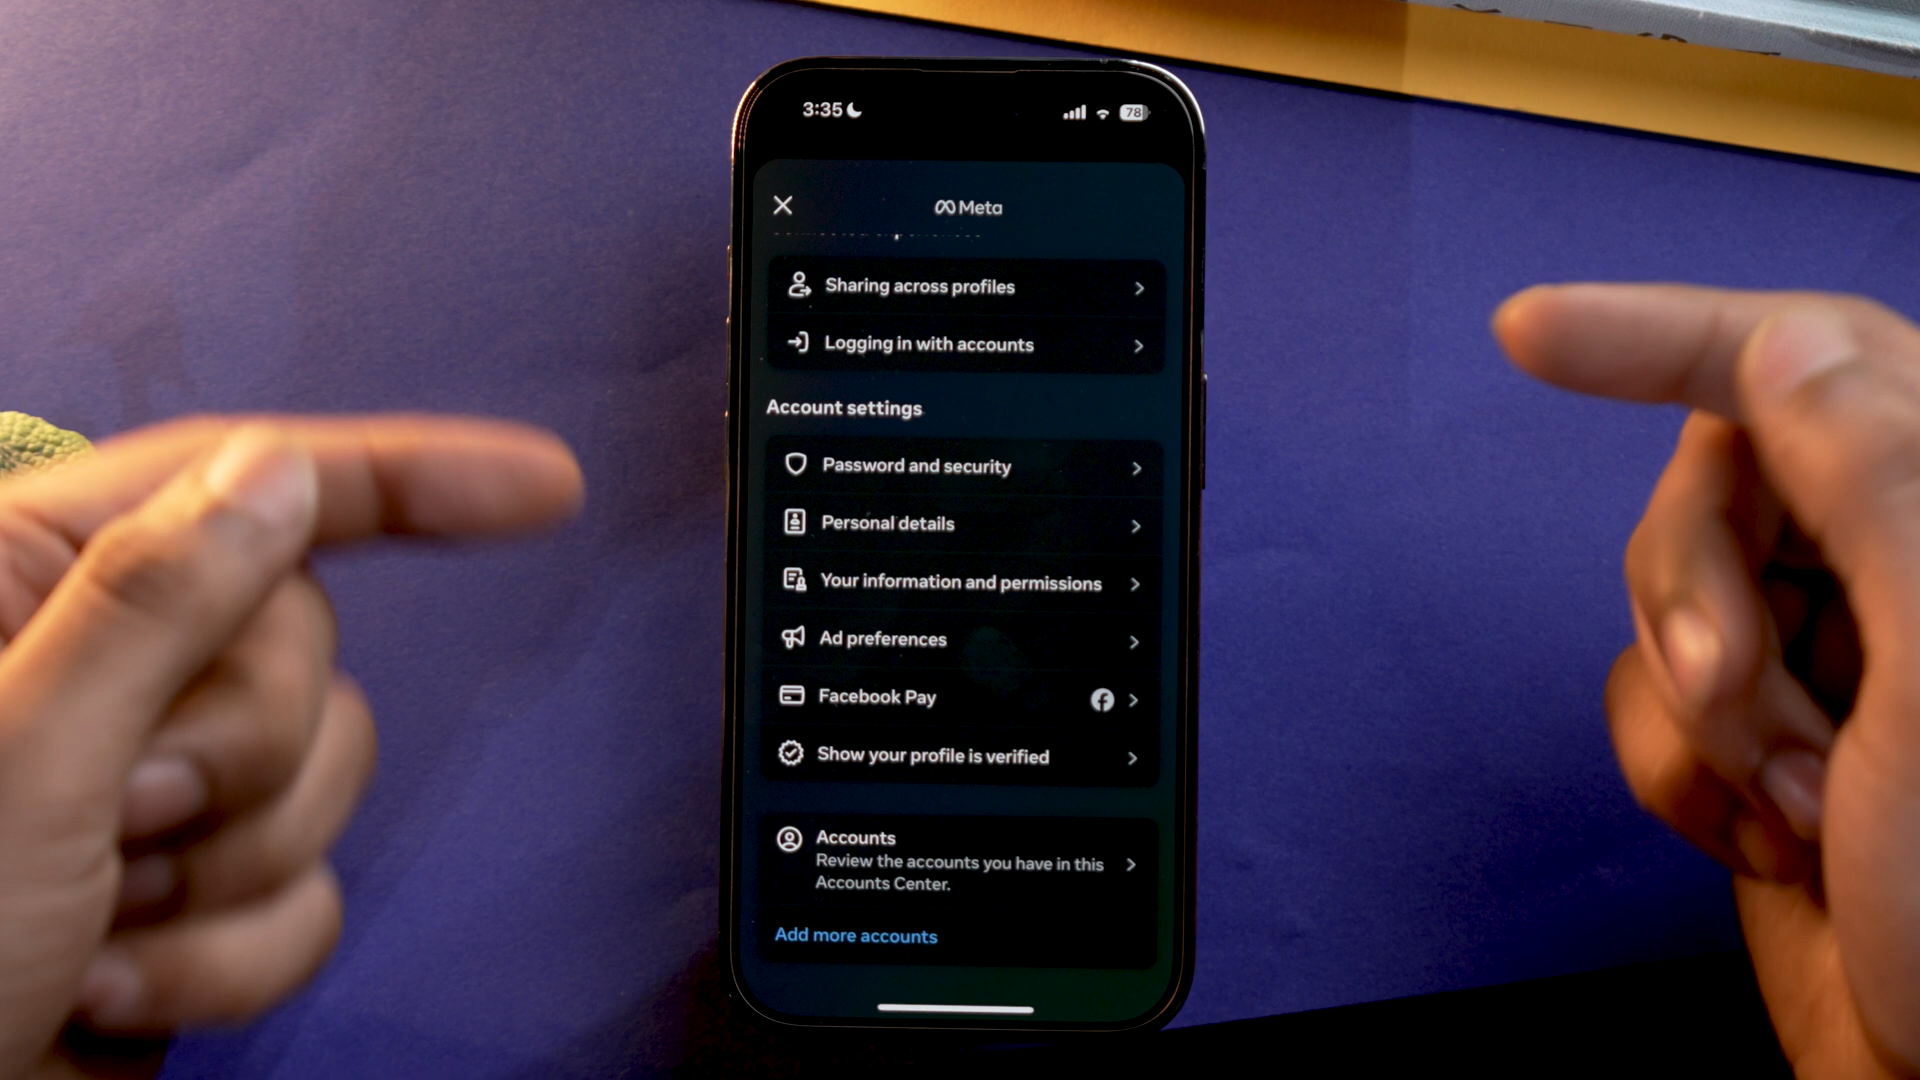 3:35
78
Meta
Sharing across profiles
Logging in with accounts
Account settings
Password and security
Personal details
Your information and permissions
Ad preferences
Facebook Pay
Show your profile is verified
Accounts
Review the accounts you have in this
Accounts Center.
Add more accounts